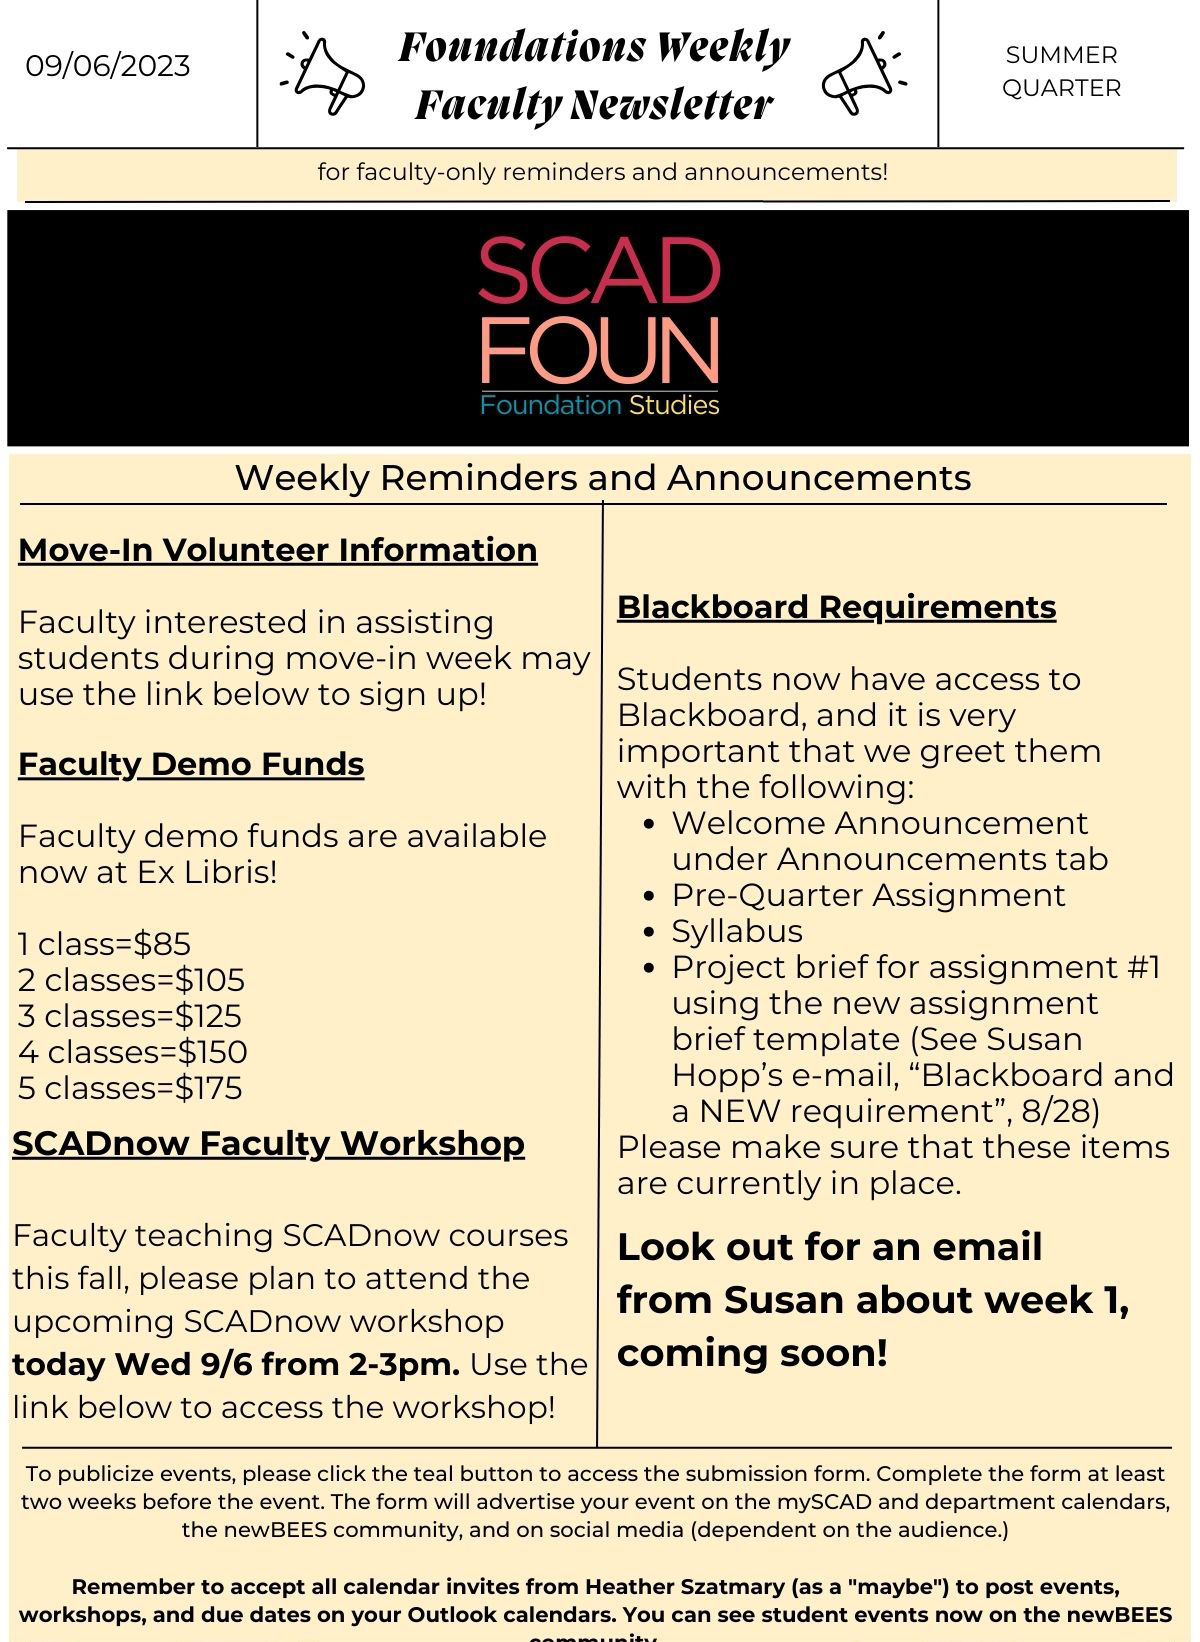 09/06/2023
Foundations Weekly
Faculty Newsletter
SUMMER
QUARTER
for faculty-only reminders and announcements!
SCAD
FOUN
Foundation Studies
Weekly Reminders and Announcements
Move-In Volunteer Information
Faculty interested in assisting
students during move-in week may
use the link below to sign up!
Faculty Demo Funds
Faculty demo funds are available
now at Ex Libris!
1 class=$85
2 classes=$105
3 classes=$125
4 classes=$150
5 classes=$175
SCADnow Faculty Workshop
Faculty teaching SCADnow courses
this fall, please plan to attend the
upcoming SCADnow workshop
today Wed 9/6 from 2-3pm. Use the
link below to access the workshop!
Blackboard Requirements
Students now have access to
Blackboard, and it is very
important that we greet them
with the following:
• Welcome Announcement
under Announcements tab
• Pre-Quarter Assignment
• Syllabus
• Project brief for assignment #1
using the new assignment
brief template (See Susan
Hopp’s e-mail, “Blackboard and
a NEW requirement”, 8/28)
Please make sure that these items
are currently in place.
Look out for an email
from Susan about week 1,
coming soon!
To publicize events, please click the teal button to access the submission form. Complete the form at least
two weeks before the event. The form will advertise your event on the mySCAD and department calendars,
the newBEES community, and on social media (dependent on the audience.)
Remember to accept all calendar invites from Heather Szatmary (as a "maybe") to post events,
workshops, and due dates on your Outlook calendars. You can see student events now on the newBEES
community